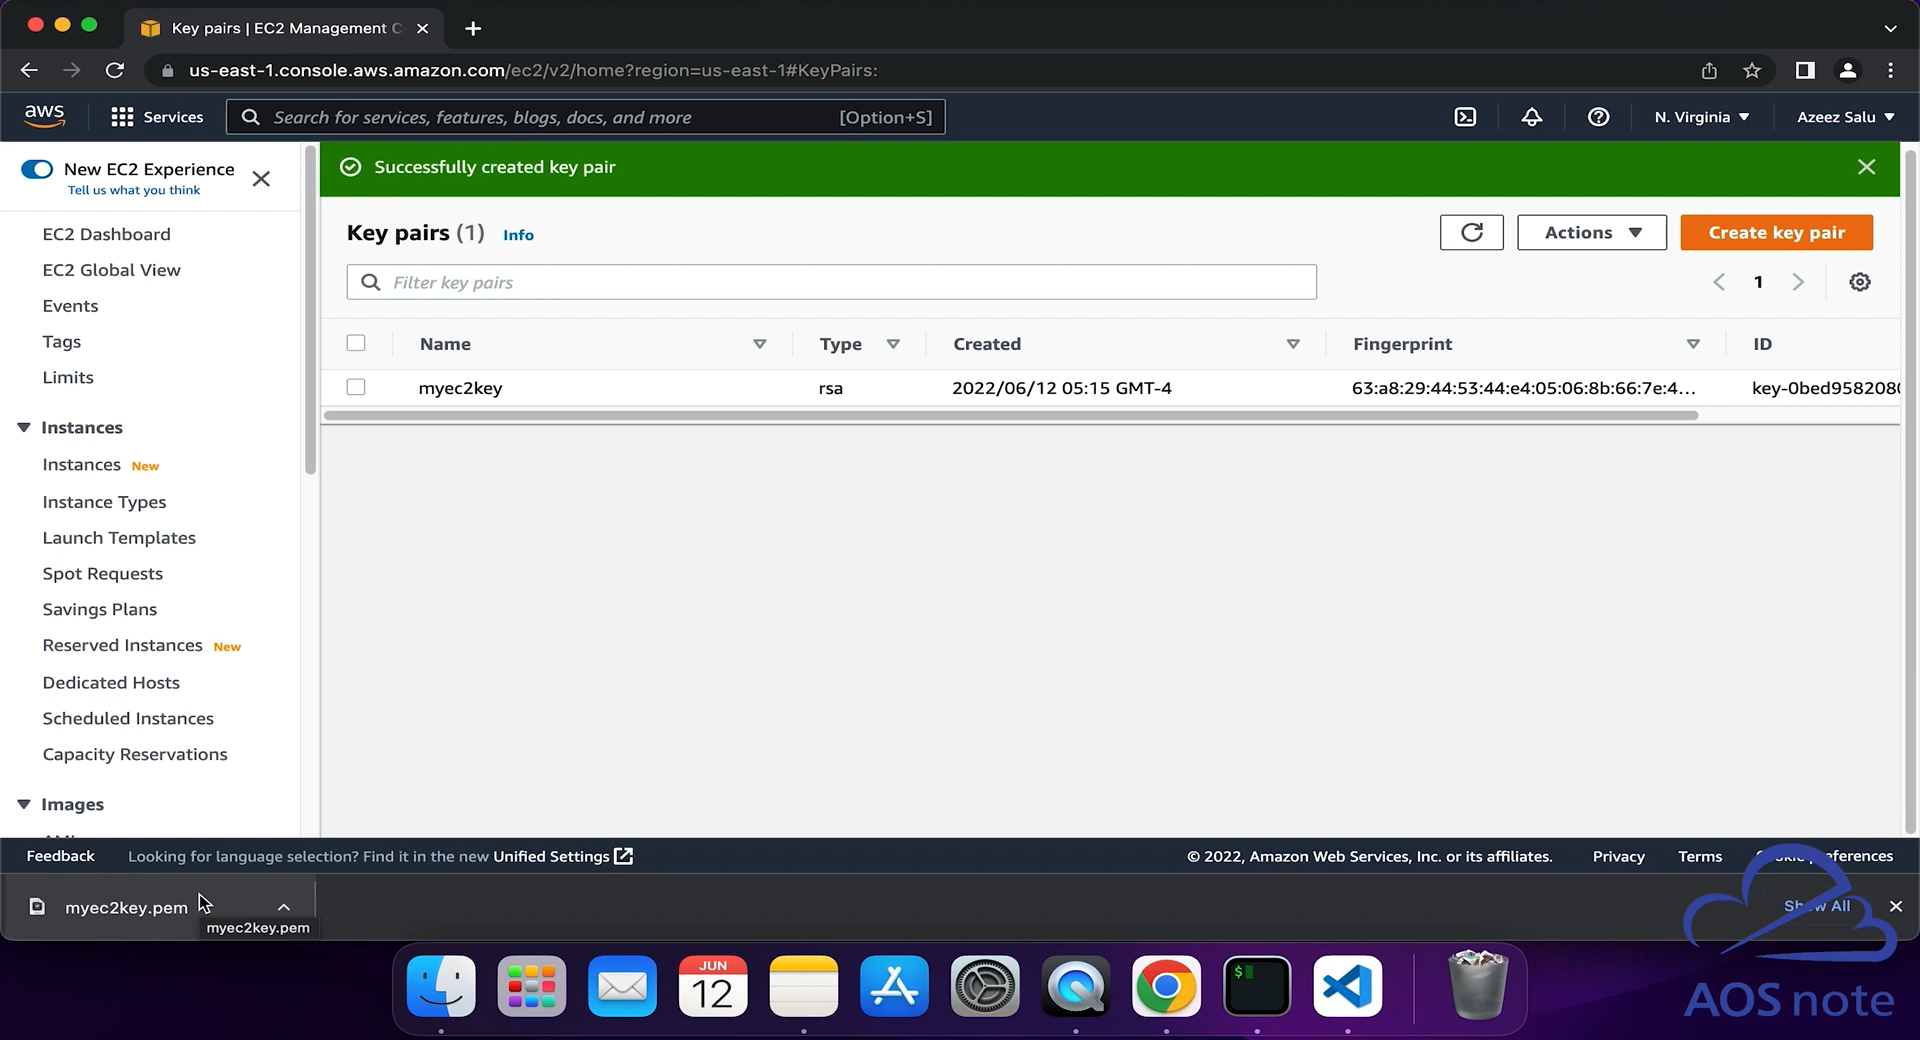 Key pairs | EC2 Management C
us-east-1.console.aws.amazon.com/ec2/v2/home?region=us-east-1#KeyPairs:
aws
Services
Search for services, features, blogs, docs, and more
[Option+S]
N. Virginia
Azeez Salu
New EC2 Experience
Tell us what you think
EC2 Dashboard
EC2 Global View
Events
Tags
Limits
Instances
Instances New
Instance Types
Launch Templates
Spot Requests
Savings Plans
Reserved Instances New
Dedicated Hosts
Scheduled Instances
Capacity Reservations
Images
Successfully created key pair
Key pairs (1) Info
Actions
Create key pair
Filter key pairs
1
Name Type Created Fingerprint ID
myec2key rsa 2022/06/12 05:15 GMT-4 63:a8:29:44:53:44:e4:05:06:8b:66:7e:4... key-0bed9582080
Feedback
Looking for language selection? Find it in the new Unified Settings
© 2022, Amazon Web Services, Inc. or its affiliates.
Privacy
Terms
Cookie preferences
myec2key.pem
myec2key.pem
Show All
JUN
12
$
AOS note